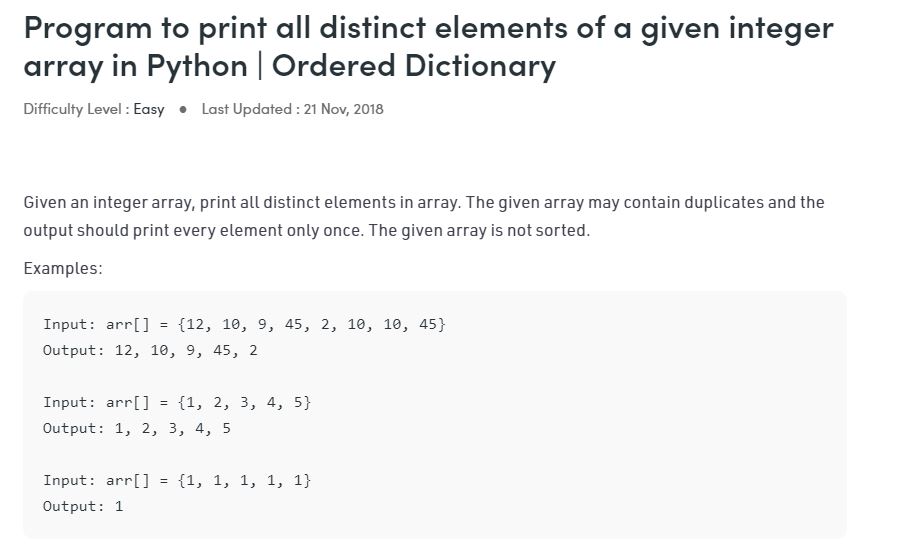 Program to print all distinct elements of a given integer
array in Python | Ordered Dictionary
Difficulty Level : Easy ● Last Updated : 21 Nov, 2018
Given an integer array, print all distinct elements in array. The given array may contain duplicates and the
output should print every element only once. The given array is not sorted.
Examples:
Input: arr[] = {12, 10, 9, 45, 2, 10, 10, 45}
Output: 12, 10, 9, 45, 2
Input: arr[] = {1, 2, 3, 4, 5}
Output: 1, 2, 3, 4, 5
Input: arr[] = {1, 1, 1, 1, 1}
Output: 1